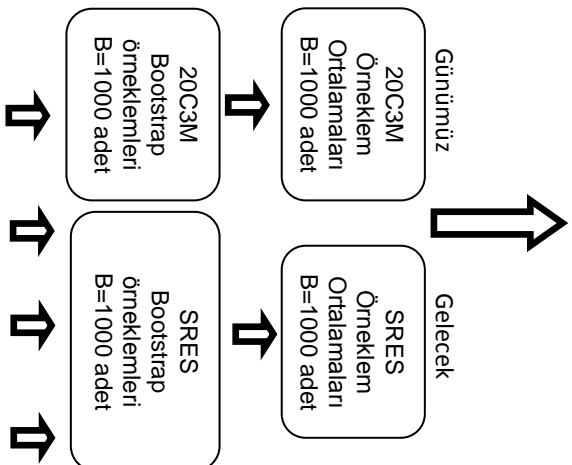 Günümüz
20C3M
Örneklem
Ortalamaları
B=1000 adet
20C3M
Bootstrap
örneklemleri
B=1000 adet
Gelecek
SRES
Örneklem
Ortalamaları
B=1000 adet
SRES
Bootstrap
örneklemleri
B=1000 adet